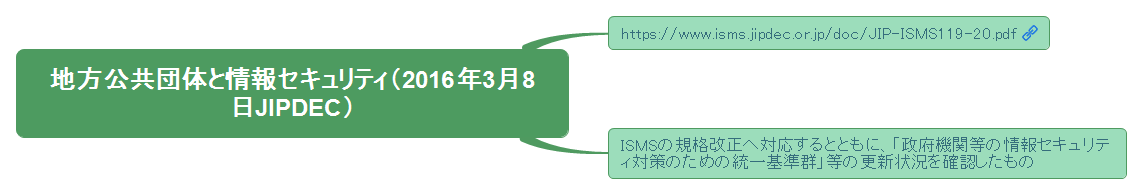 地方公共団体と情報セキュリティ（2016年3月8
日JIPDEC）
https://www.isms.jipdec.or.jp/doc/JIP-ISMS119-20.pdf
ISMSの規格改正へ対応するとともに、「政府機関等の情報セキュリテ
ィ対策のための統一基準群」等の更新状況を確認したもの